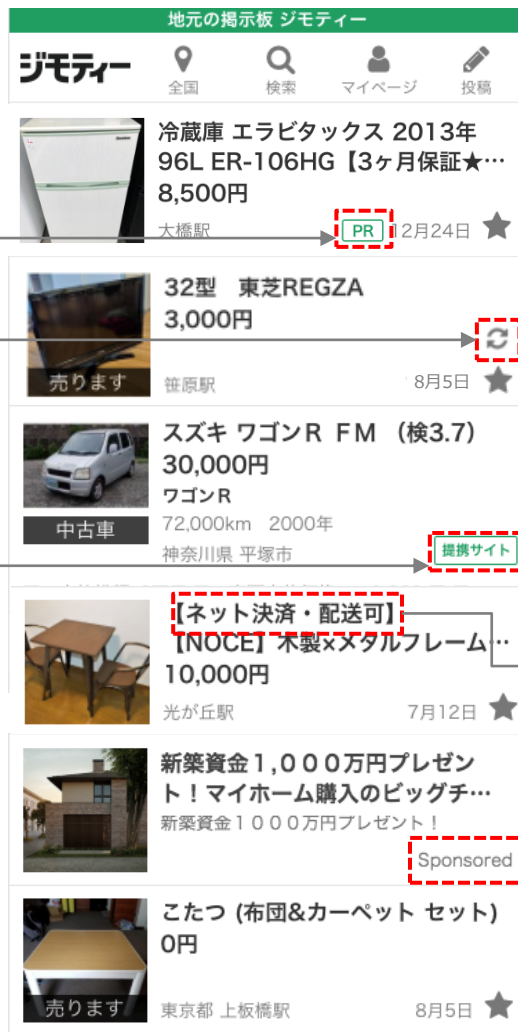 地元の掲示板 ジモティー
ジモティー
全国
検索
マイページ
投稿
冷蔵庫 エラビタックス 2013年
96L ER-106HG【3ヶ月保証★…
8,500円
大橋駅
PR
12月24日
32型 東芝REGZA
3,000円
売ります
笹原駅
8月5日
スズキ ワゴンＲ ＦＭ （検3.7）
30,000円
ワゴンＲ
中古車
72,000km 2000年
神奈川県 平塚市
提携サイト
【ネット決済・配送可】
【NOCE】木製×メタルフレーム…
10,000円
光が丘駅
7月12日
新築資金１,０００万円プレゼン
ト！マイホーム購入のビッグチ…
新築資金１０００万円プレゼント！
Sponsored
こたつ (布団&カーペット セット)
0円
売ります
東京都 上板橋駅
8月5日